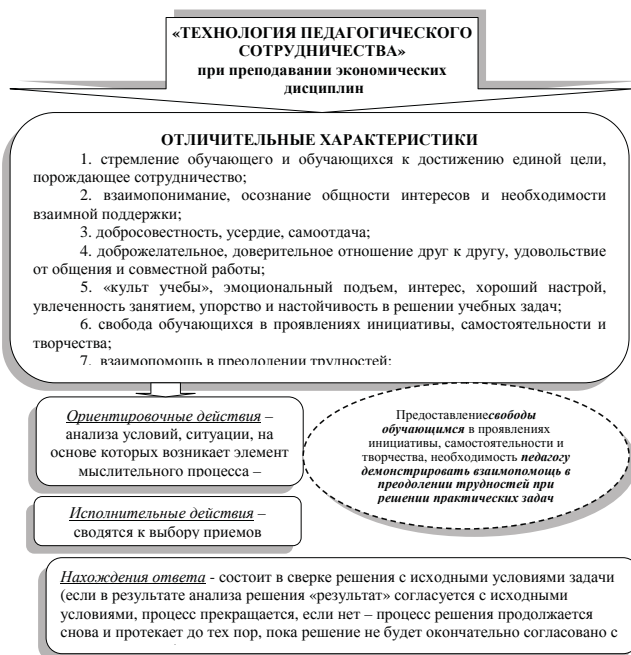 «ТЕХНОЛОГИЯ ПЕДАГОГИЧЕСКОГО
СОТРУДНИЧЕСТВА»
при преподавании экономических
дисциплин
ОТЛИЧИТЕЛЬНЫЕ ХАРАКТЕРИСТИКИ
1. стремление обучающего и обучающихся к достижению единой цели,
порождающее сотрудничество;
2. взаимопонимание, осознание общности интересов и необходимости
взаимной поддержки;
3. добросовестность, усердие, самоотдача;
4. доброжелательное, доверительное отношение друг к другу, удовольствие
от общения и совместной работы;
5. «культ учебы», эмоциональный подъем, интерес, хороший настрой,
увлеченность занятием, упорство и настойчивость в решении учебных задач;
6. свобода обучающихся в проявлениях инициативы, самостоятельности и
творчества;
7. взаимопомощь в преодолении трудностей;
Ориентировочные действия –
анализа условий, ситуации, на
основе которых возникает элемент
мыслительного процесса –
Исполнительные действия –
сводятся к выбору приемов
Предоставлениесвободы
обучающимся в проявлениях
инициативы, самостоятельности и
творчества, необходимость педагогу
демонстрировать взаимопомощь в
преодолении трудностей при
решении практических задач
Нахождения ответа - состоит в сверке решения с исходными условиями задачи
(если в результате анализа решения «результат» согласуется с исходными
условиями, процесс прекращается, если нет – процесс решения продолжается
снова и протекает до тех пор, пока решение не будет окончательно согласовано с